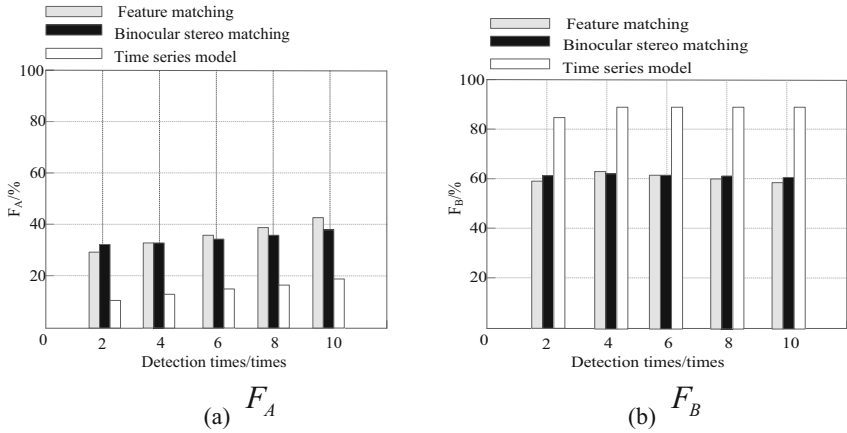 Feature matching
Binocular stereo matching
Time series model
100
80
60
40
20
0
F_A/%
2 4 6 8 10
Detection times/times
(a) F_A
Feature matching
Binocular stereo matching
Time series model
100
80
60
40
20
0
F_B/%
2 4 6 8 10
Detection times/times
(b) F_B